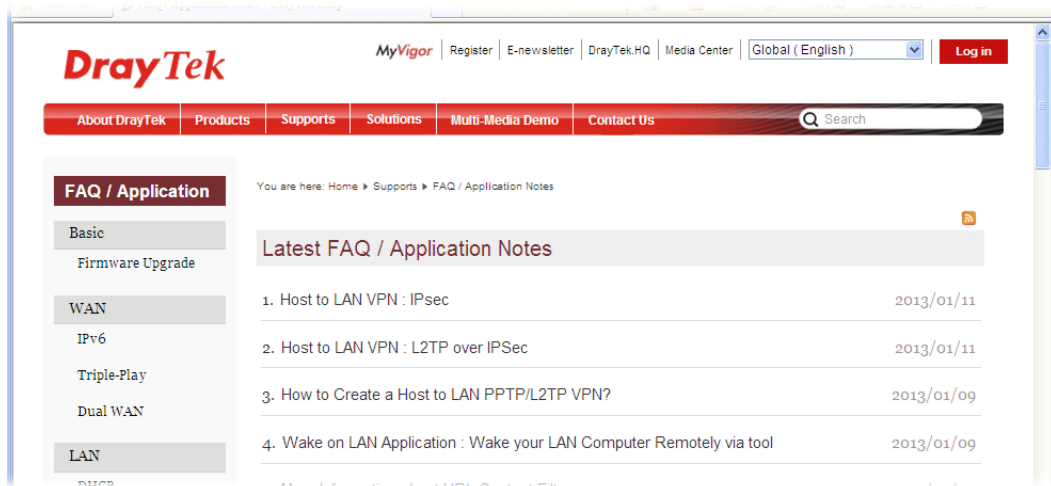 DrayTek
MyVigor Register E-newsletter DrayTek.HQ Media Center Global ( English ) Log in
About DrayTek Products Supports Solutions Multi-Media Demo Contact Us Search
FAQ / Application
You are here: Home ▸ Supports ▸ FAQ / Application Notes
Basic
Firmware Upgrade
WAN
IPv6
Triple-Play
Dual WAN
LAN
DHCP
Latest FAQ / Application Notes
1. Host to LAN VPN : IPsec 2013/01/11
2. Host to LAN VPN : L2TP over IPSec 2013/01/11
3. How to Create a Host to LAN PPTP/L2TP VPN? 2013/01/09
4. Wake on LAN Application : Wake your LAN Computer Remotely via tool 2013/01/09